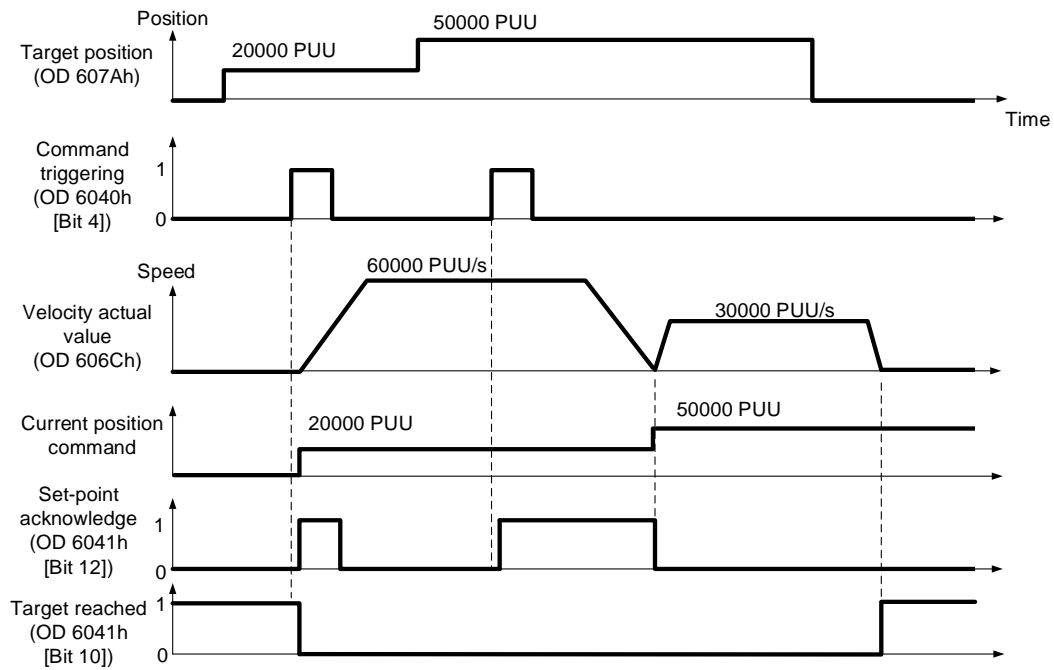 Position
Target position
(OD 607Ah)
20000 PUU
50000 PUU
Time
Command
triggering
(OD 6040h
[Bit 4])
1
0
Speed
Velocity actual
value
(OD 606Ch)
60000 PUU/s
30000 PUU/s
Current position
command
20000 PUU
50000 PUU
Set-point
acknowledge
(OD 6041h
[Bit 12])
1
0
Target reached
(OD 6041h
[Bit 10])
1
0